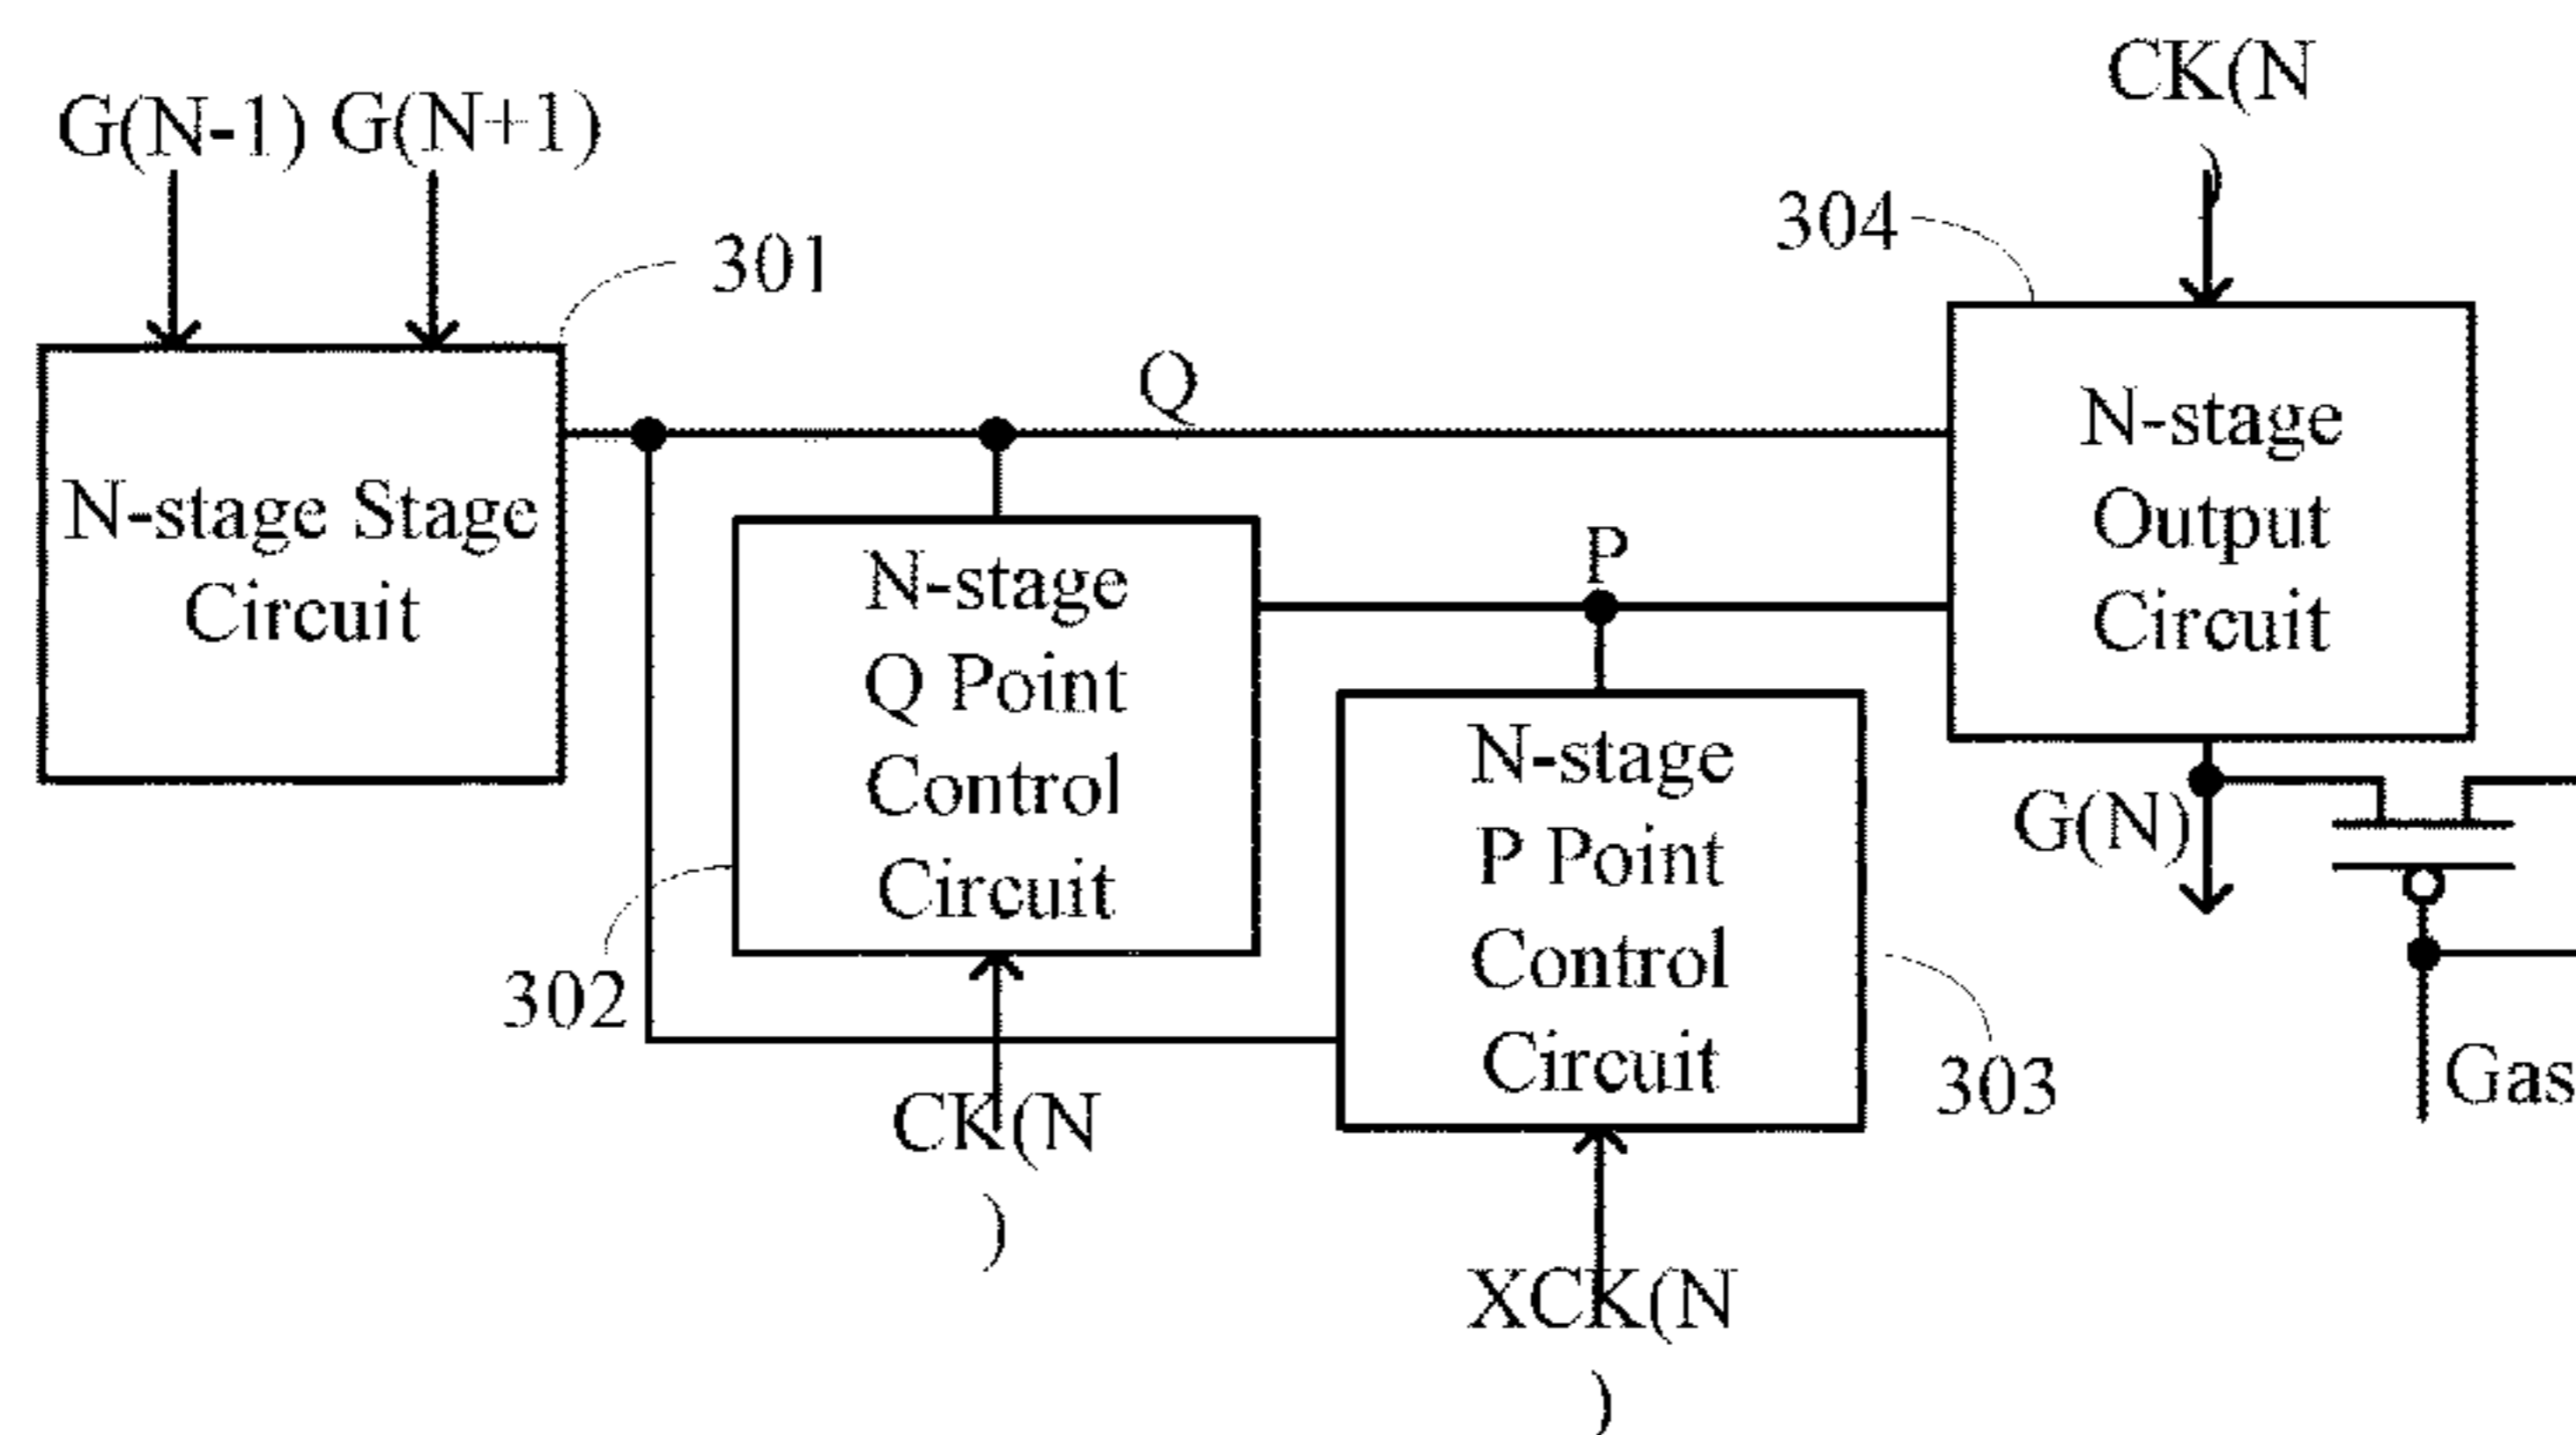 G(N-1) G(N+1)
301
N-stage Stage
Circuit
Q
302
N-stage
Q Point
Control
Circuit
CK(N
)
P
N-stage
P Point
Control
Circuit
303
XCK(N
)
CK(N
)
304
N-stage
Output
Circuit
G(N)
Gas